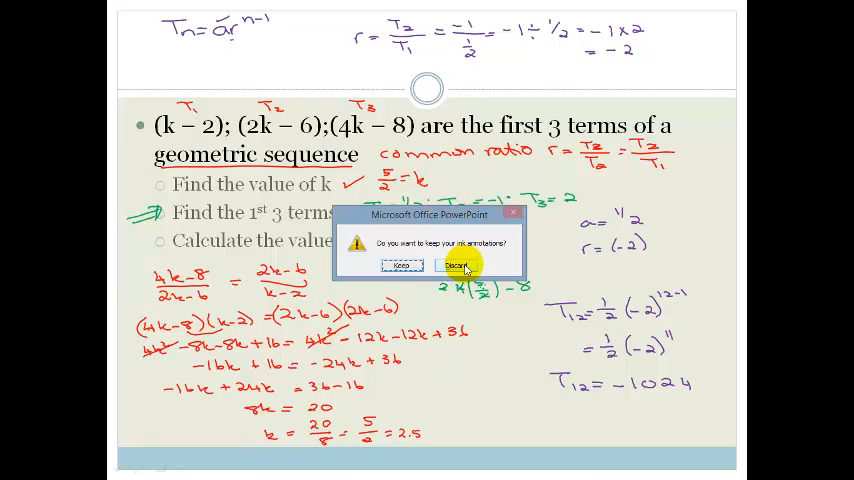 Tn = ar^(n-1)
r = T2/T1 = -1/(1/2) = -1 ÷ 1/2 = -1 x 2
= -2
T1 T2 T3
(k – 2); (2k – 6);(4k – 8) are the first 3 terms of a
geometric sequence common ratio r = T3/T2 = T2/T1
Find the value of k ✓ 5/2 = k
Find the 1st 3 terms T2 = -1; T3 = 2
Calculate the value
a = 1/2
r = (-2)
Microsoft Office PowerPoint
Do you want to keep your ink annotations?
Keep Discard
(4k-8)/(2k-6) = (2k-6)/(k-2)
- 8
(4k-8)(k-2) = (2k-6)(2k-6)
4k² -8k-8k+16 = 4k² -12k-12k+36
-16k+16 = -24k+36
-16k+24k = 36-16
8k = 20
k = 20/8 = 5/2 = 2.5
T12 = 1/2 (-2)^(12-1)
= 1/2 (-2)^11
T12 = -1024